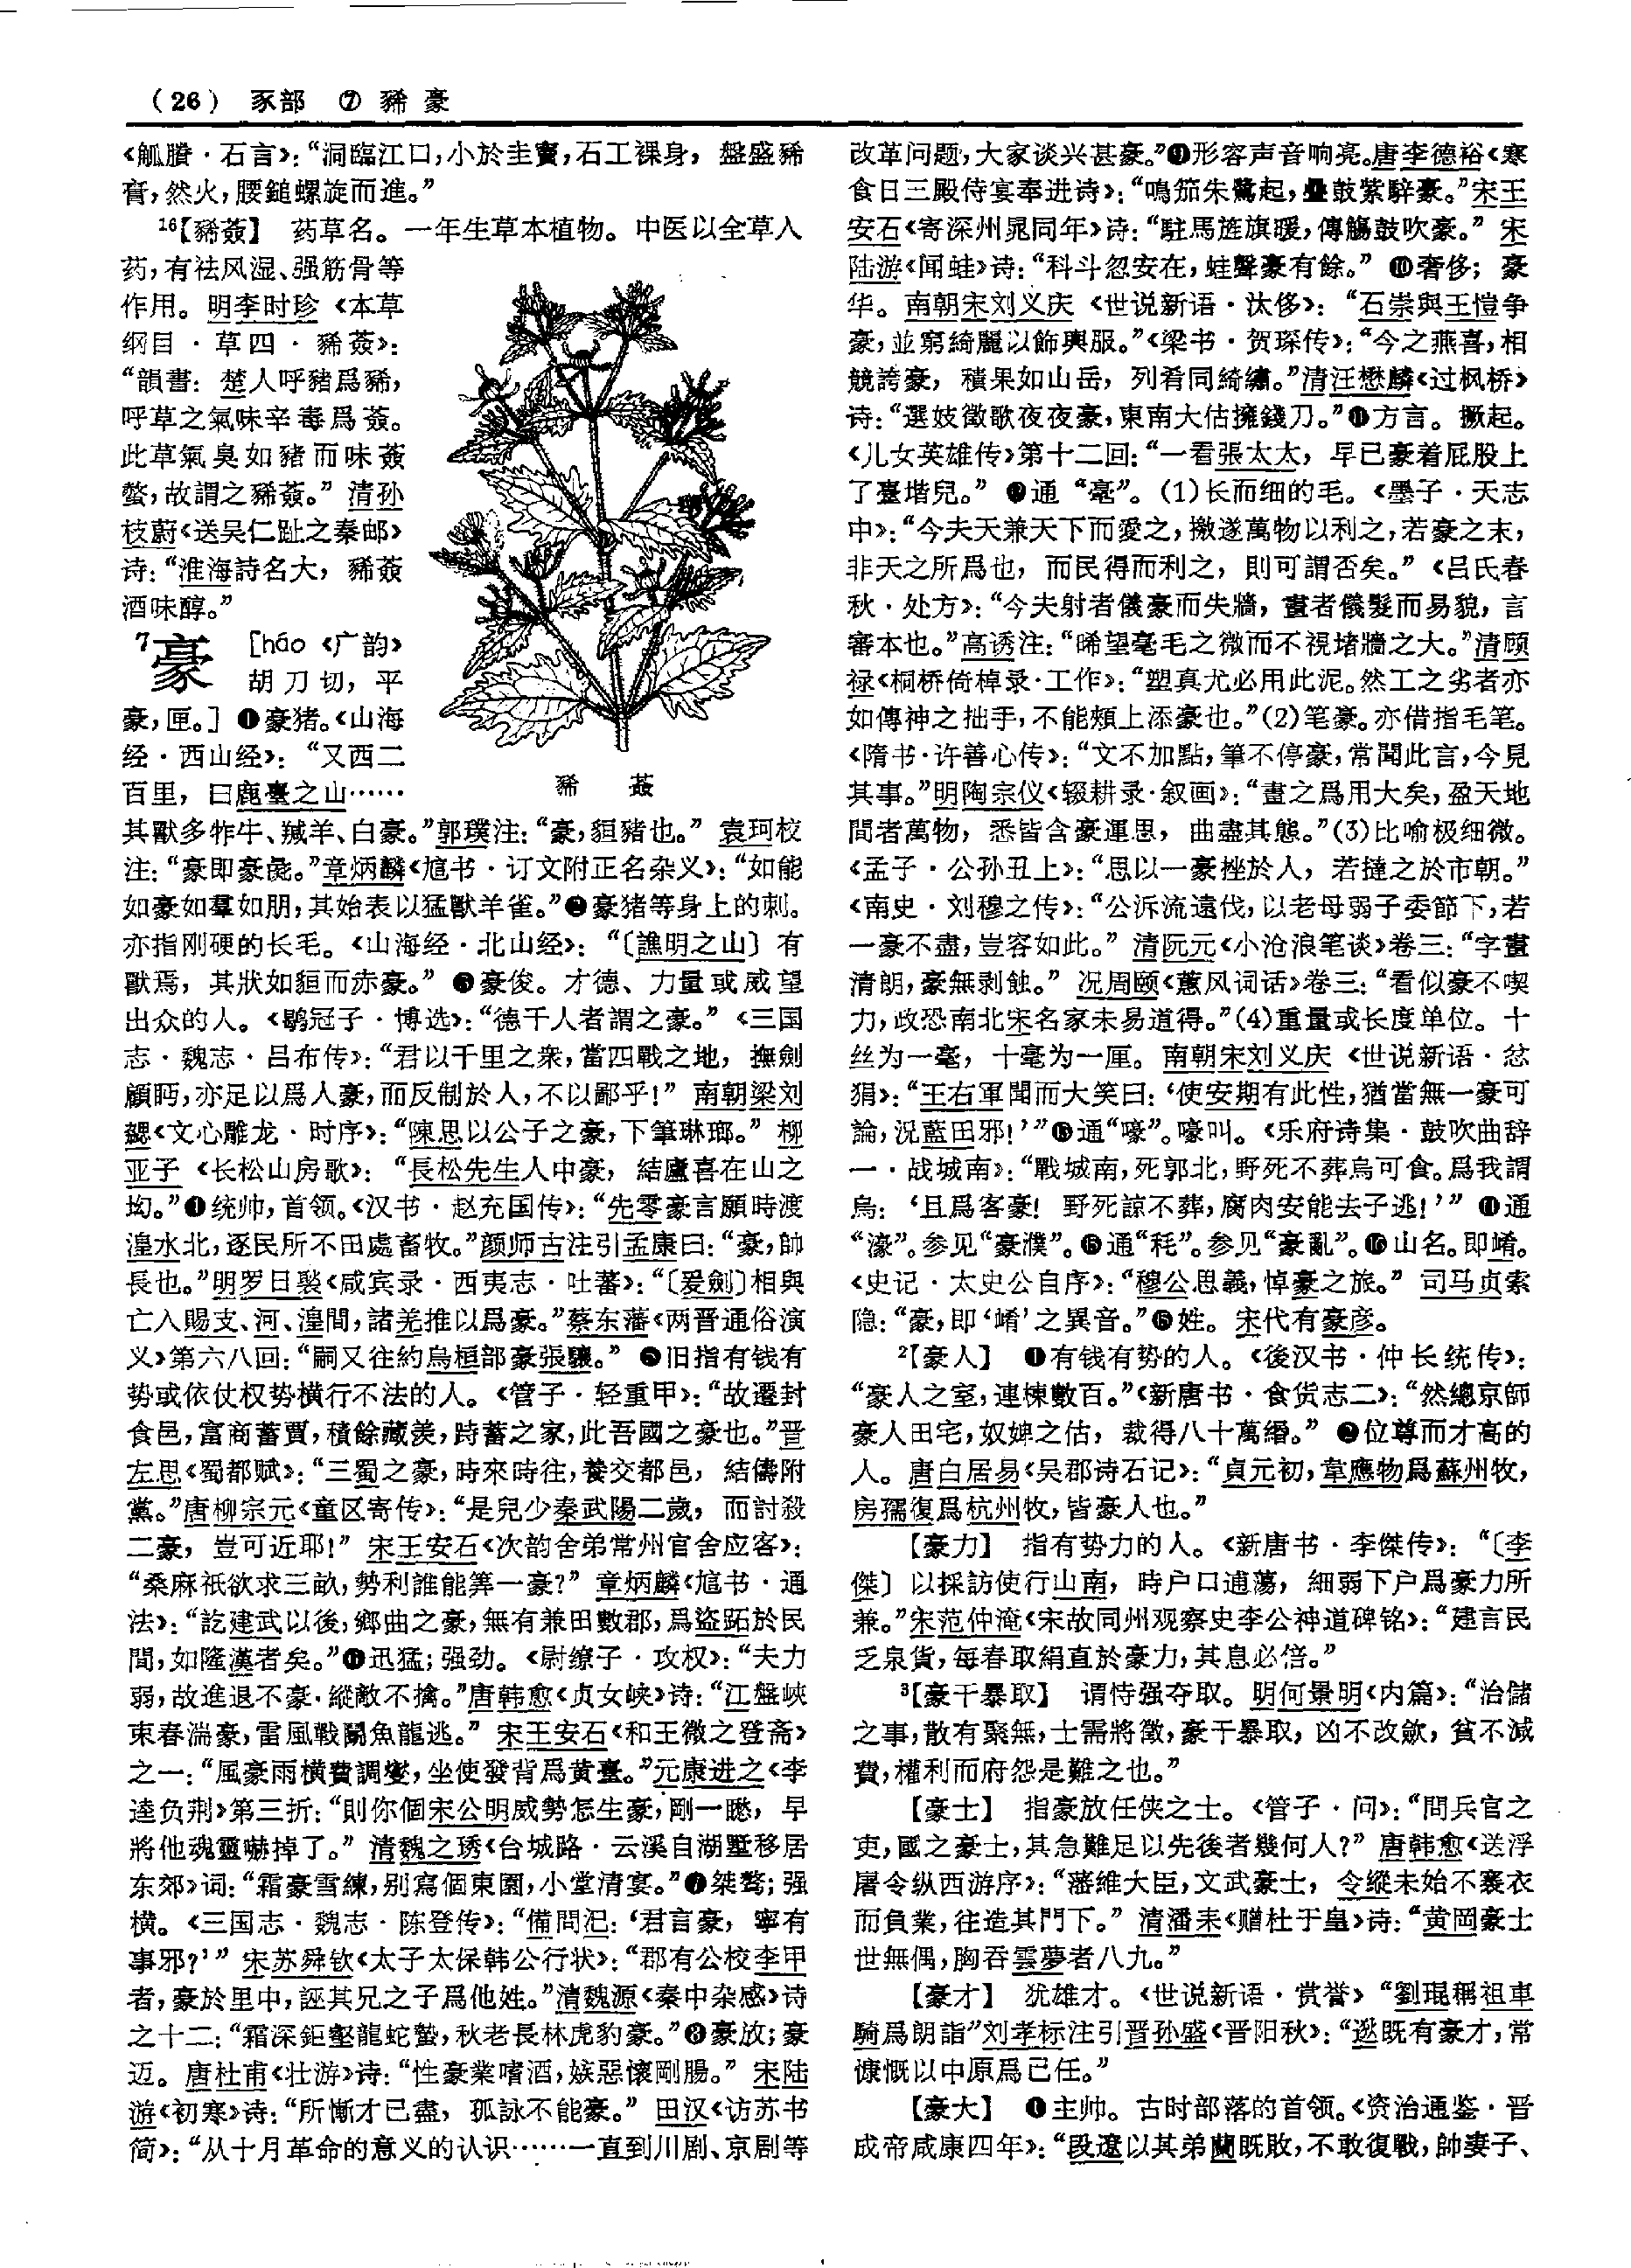 (26) 豕部 ⑦ 豨 豪
《觚賸·石言》：“洞臨江口，小於圭竇，石工裸身，盤盛豨
膏，然火，腰鎚螺旋而進。”
16【豨薟】 药草名。一年生草本植物。中医以全草入
药，有祛风湿、强筋骨等
作用。明李时珍《本草
纲目·草四·豨薟》：
“韻書：楚人呼豬爲豨，
呼草之氣味辛毒爲薟。
此草氣臭如豬而味薟
螫，故謂之豨薟。”清孙
枝蔚《送吴仁趾之秦邮》
诗：“淮海詩名大，豨薟
酒味醇。”
7豪 [háo《广韵》
胡刀切，平
豪，匣。] ❶豪猪。《山海
经·西山经》：“又西二
百里，曰鹿臺之山……
豨 薟
其獸多㸲牛、羬羊、白豪。”郭璞注：“豪，貆豬也。”袁珂校
注：“豪即豪彘。”章炳麟《訄书·订文附正名杂义》：“如能
如豪如羣如朋，其始表以猛獸羊雀。”❷豪猪等身上的刺。
亦指刚硬的长毛。《山海经·北山经》：“〔譙明之山〕有
獸焉，其狀如貆而赤豪。”❸豪俊。才德、力量或威望
出众的人。《鹖冠子·博选》：“德千人者謂之豪。”《三国
志·魏志·吕布传》：“君以千里之衆，當四戰之地，撫劍
顧眄，亦足以爲人豪，而反制於人，不以鄙乎！”南朝梁刘
勰《文心雕龙·时序》：“陳思以公子之豪，下筆琳瑯。”柳
亚子《长松山房歌》：“長松先生人中豪，結廬喜在山之
坳。”❹统帅，首领。《汉书·赵充国传》：“先零豪言願時渡
湟水北，逐民所不田處畜牧。”颜师古注引孟康曰：“豪，帥
長也。”明罗日褧《咸宾录·西夷志·吐蕃》：“〔爰劍〕相與
亡入賜支、河、湟間，諸羌推以爲豪。”蔡东藩《两晋通俗演
义》第六八回：“嗣又往約烏桓部豪張驤。”❺旧指有钱有
势或依仗权势横行不法的人。《管子·轻重甲》：“故遷封
食邑，富商蓄賈，積餘藏羨，跱蓄之家，此吾國之豪也。”晋
左思《蜀都赋》：“三蜀之豪，時來時往，養交都邑，結儔附
黨。”唐柳宗元《童区寄传》：“是兒少秦武陽二歲，而討殺
二豪，豈可近耶！”宋王安石《次韵舍弟常州官舍应客》：
“桑麻衹欲求三畝，勢利誰能筭一豪？”章炳麟《訄书·通
法》：“訖建武以後，鄉曲之豪，無有兼田數郡，爲盜跖於民
間，如隆漢者矣。”❻迅猛；强劲。《尉缭子·攻权》：“夫力
弱，故進退不豪，縱敵不擒。”唐韩愈《贞女峡》诗：“江盤峽
束春湍豪，雷風戰鬭魚龍逃。”宋王安石《和王微之登高斋》
之一：“風豪雨横費調燮，坐使發背爲黄臺。”元康进之《李
逵负荆》第三折：“則你個宋公明威勢怎生豪，剛一瞅，早
將他魂靈嚇掉了。”清魏之琇《台城路·云溪自湖墅移居
东郊》词：“霜豪雪練，别寫個東園，小堂清宴。”❼桀骜；强
横。《三国志·魏志·陈登传》：“備問汜：‘君言豪，寧有
事邪？’”宋苏舜钦《太子太保韩公行状》：“郡有公校李甲
者，豪於里中，誣其兄之子爲他姓。”清魏源《秦中杂感》诗
之十二：“霜深鉅壑龍蛇蟄，秋老長林虎豹豪。”❽豪放；豪
迈。唐杜甫《壮游》诗：“性豪業嗜酒，嫉惡懷剛腸。”宋陆
游《初寒》诗：“所慚才已盡，孤詠不能豪。”田汉《访苏书
简》：“从十月革命的意义的认识……一直到川剧、京剧等
改革问题，大家谈兴甚豪。”❾形容声音响亮。唐李德裕《寒
食日三殿侍宴奉进诗》：“鳴笳朱鷺起，疊鼓紫騂豪。”宋王
安石《寄深州晁同年》诗：“駐馬旌旗暖，傳觴鼓吹豪。”宋
陆游《闻蛙》诗：“科斗忽安在，蛙聲豪有餘。”❿奢侈；豪
华。南朝宋刘义庆《世说新语·汰侈》：“石崇與王愷争
豪，並窮綺麗以飾輿服。”《梁书·贺琛传》：“今之燕喜，相
競誇豪，積果如山岳，列肴同綺繡。”清汪懋麟《过枫桥》
诗：“選妓徵歌夜夜豪，東南大估擁錢刀。”⓫方言。撅起。
《儿女英雄传》第十二回：“一看張太太，早已豪着屁股上
了臺堦兒。”⓬通“毫”。(1)长而细的毛。《墨子·天志
中》：“今夫天兼天下而愛之，撽遂萬物以利之，若豪之末，
非天之所爲也，而民得而利之，則可謂否矣。”《吕氏春
秋·处方》：“今夫射者儀豪而失牆，畫者儀髮而易貌，言
審本也。”高诱注：“睎望毫毛之微而不視堵牆之大。”清顾
禄《桐桥倚棹录·工作》：“塑真尤必用此泥。然工之劣者亦
如傳神之拙手，不能頰上添豪也。”(2)笔豪。亦借指毛笔。
《隋书·许善心传》：“文不加點，筆不停豪，常聞此言，今見
其事。”明陶宗仪《辍耕录·叙画》：“畫之爲用大矣，盈天地
間者萬物，悉皆含豪運思，曲盡其態。”(3)比喻极细微。
《孟子·公孙丑上》：“思以一豪挫於人，若撻之於市朝。”
《南史·刘穆之传》：“公泝流遠伐，以老母弱子委節下，若
一豪不盡，豈容如此。”清阮元《小沧浪笔谈》卷三：“字畫
清朗，豪無剥蝕。”况周颐《蕙风词话》卷三：“看似豪不喫
力，政恐南北宋名家未易道得。”(4)重量或长度单位。十
丝为一毫，十毫为一厘。南朝宋刘义庆《世说新语·忿
狷》：“王右軍聞而大笑曰：‘使安期有此性，猶當無一豪可
論，況藍田邪！’”⓭通“嚎”。嚎叫。《乐府诗集·鼓吹曲辞
一·战城南》：“戰城南，死郭北，野死不葬烏可食。爲我謂
烏：‘且爲客豪！野死諒不葬，腐肉安能去子逃！’”⓮通
“濠”。参见“豪濮”。⓯通“秏”。参见“豪亂”。⓰山名。即崤。
《史记·太史公自序》：“穆公思義，悼豪之旅。”司马贞索
隐：“豪，即‘崤’之異音。”⓱姓。宋代有豪彦。
2【豪人】 ❶有钱有势的人。《後汉书·仲长统传》：
“豪人之室，連棟數百。”《新唐书·食货志二》：“然總京師
豪人田宅，奴婢之估，裁得八十萬緡。”❷位尊而才高的
人。唐白居易《吴郡诗石记》：“貞元初，韋應物爲蘇州牧，
房孺復爲杭州牧，皆豪人也。”
【豪力】 指有势力的人。《新唐书·李傑传》：“〔李
傑〕以採訪使行山南，時户口逋蕩，細弱下户爲豪力所
兼。”宋范仲淹《宋故同州观察史李公神道碑铭》：“建言民
乏泉貨，每春取絹直於豪力，其息必倍。”
3【豪干暴取】 谓恃强夺取。明何景明《内篇》：“治儲
之事，散有聚無，士需將徵，豪干暴取，凶不改斂，貧不減
費，權利而府怨是難之也。”
【豪士】 指豪放任侠之士。《管子·问》：“問兵官之
吏，國之豪士，其急難足以先後者幾何人？”唐韩愈《送浮
屠令纵西游序》：“藩維大臣，文武豪士，令縱未始不褰衣
而負業，往造其門下。”清潘耒《赠杜于皇》诗：“黄岡豪士
世無偶，胸吞雲夢者八九。”
【豪才】 犹雄才。《世说新语·赏誉》“劉琨稱祖車
騎爲朗詣”刘孝标注引晋孙盛《晋阳秋》：“逖既有豪才，常
慷慨以中原爲己任。”
【豪大】 ❶主帅。古时部落的首领。《资治通鉴·晋
成帝咸康四年》：“段遼以其弟蘭既敗，不敢復戰，帥妻子、